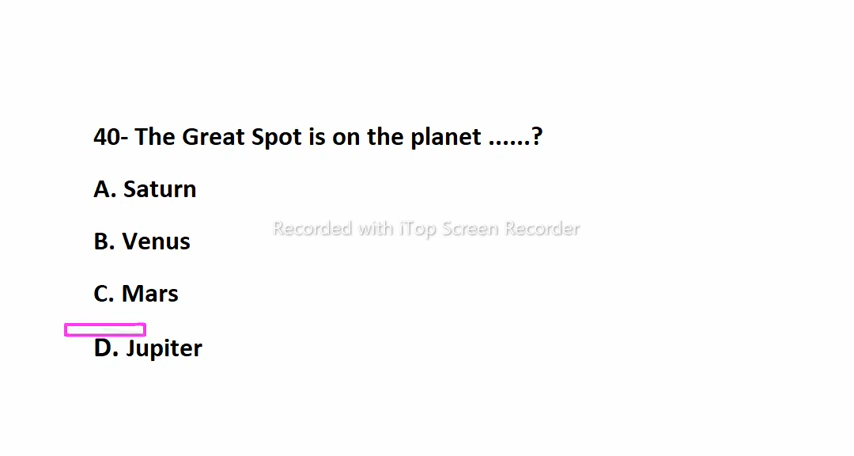 40- The Great Spot is on the planet ......?
A. Saturn
Recorded with iTop Screen Recorder
B. Venus
C. Mars
D. Jupiter